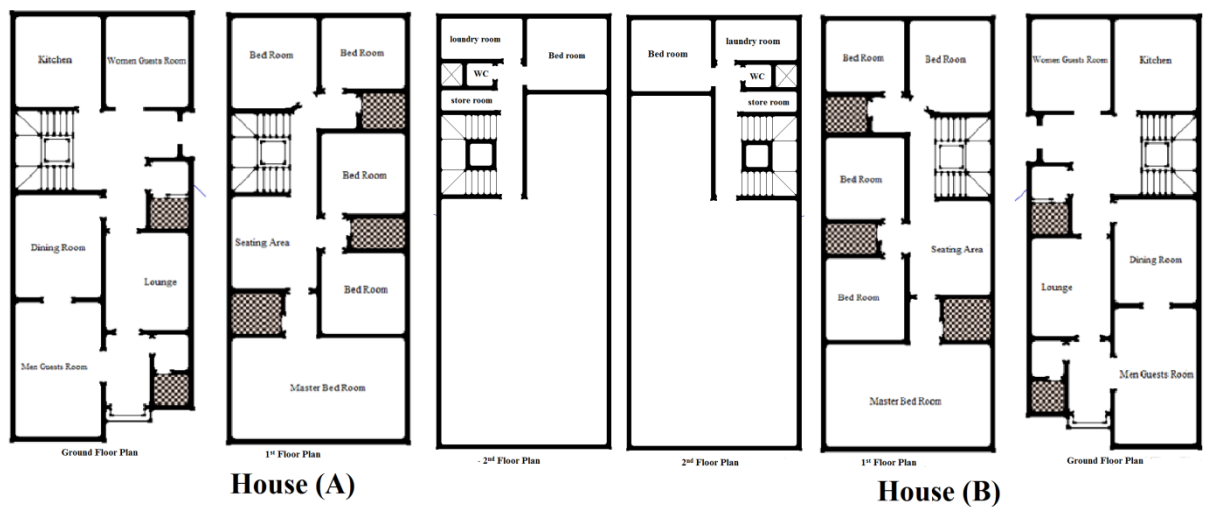 Kitchen
Women Guests Room
Dining Room
Lounge
Men Guests Room
Ground Floor Plan
Bed Room
Bed Room
Bed Room
Seating Area
Bed Room
Master Bed Room
1st Floor Plan
House (A)
loundry room
Bed room
WC
store room
- 2nd Floor Plan
Bed room
laundry room
WC
store room
2nd Floor Plan
Bed Room
Bed Room
Bed Room
Seating Area
Bed Room
Master Bed Room
1st Floor Plan
Women Guests Room
Kitchen
Dining Room
Lounge
Men Guests Room
Ground Floor Plan
House (B)